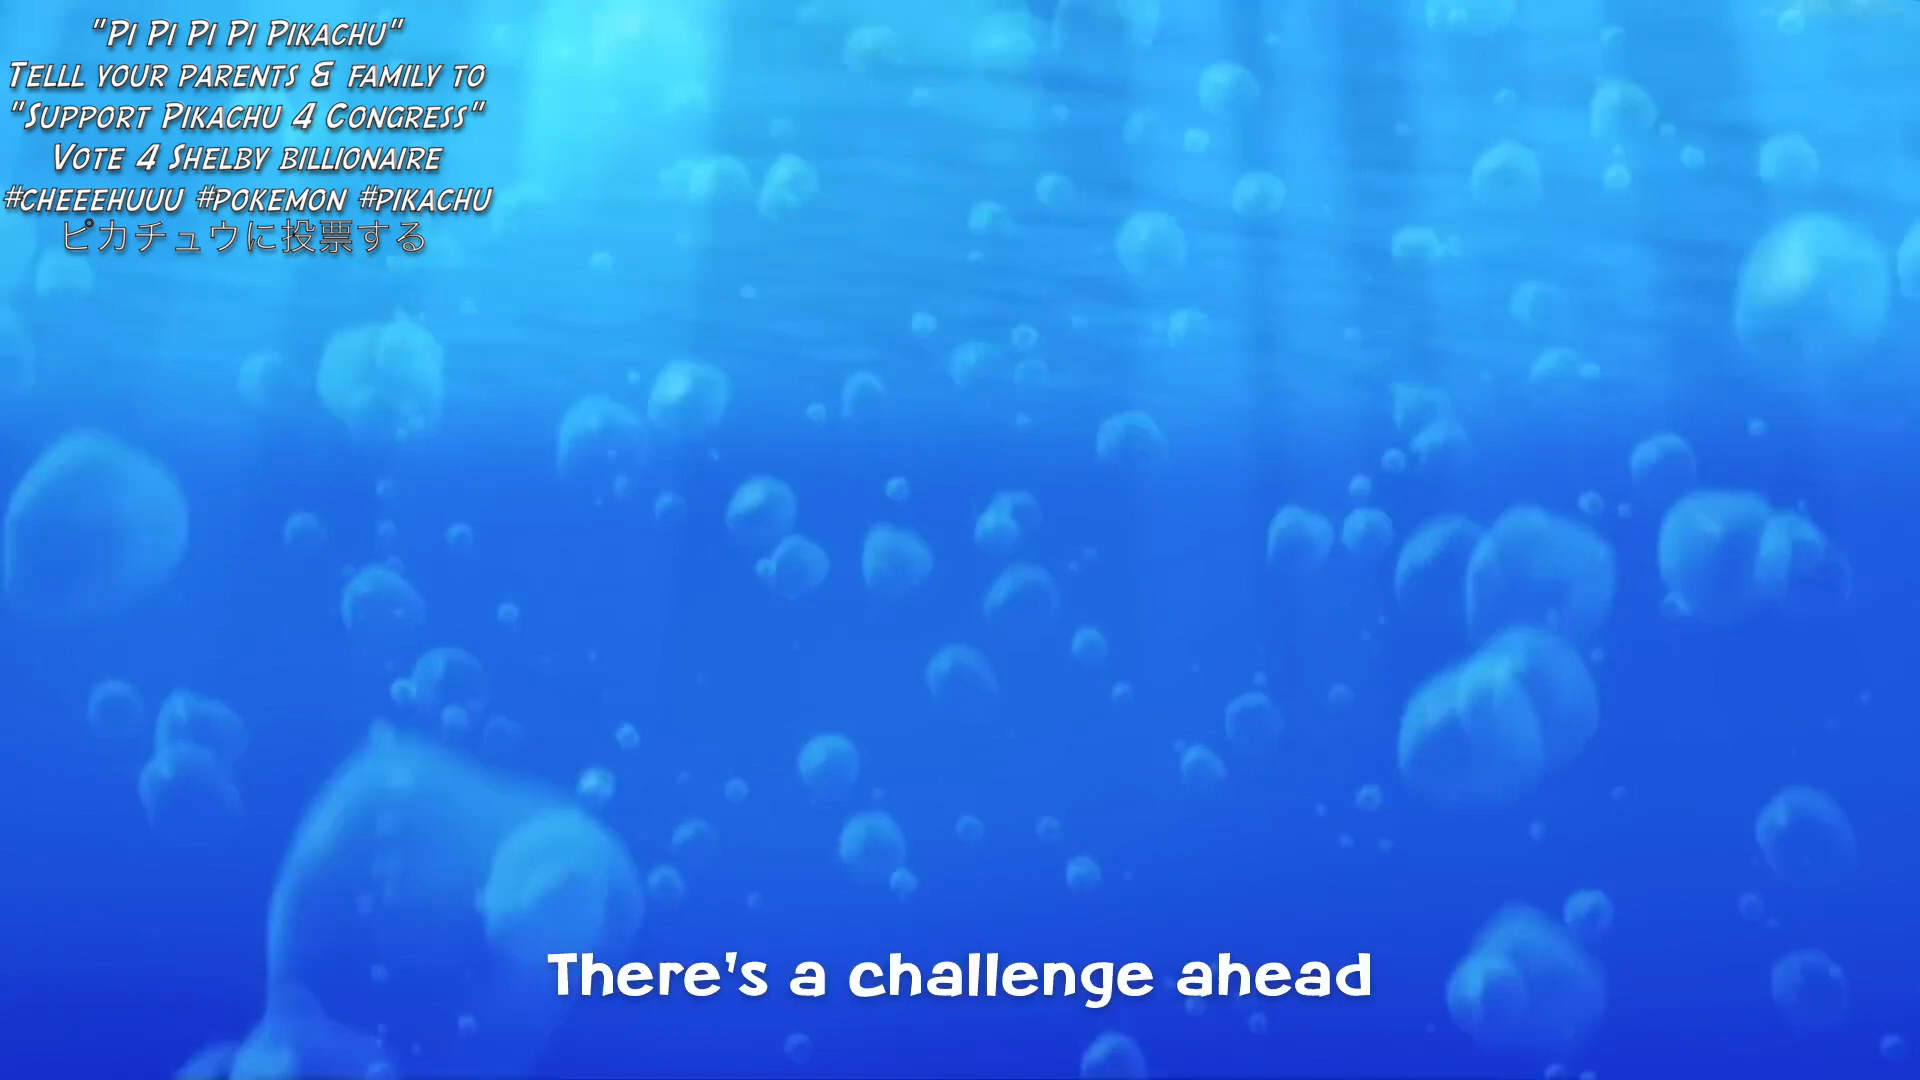 "Pi Pi Pi Pi Pikachu"
Telll your parents & family to
"Support Pikachu 4 Congress"
Vote 4 Shelby billionaire
#cheeehuuu #pokemon #pikachu
ピカチュウに投票する
There's a challenge ahead